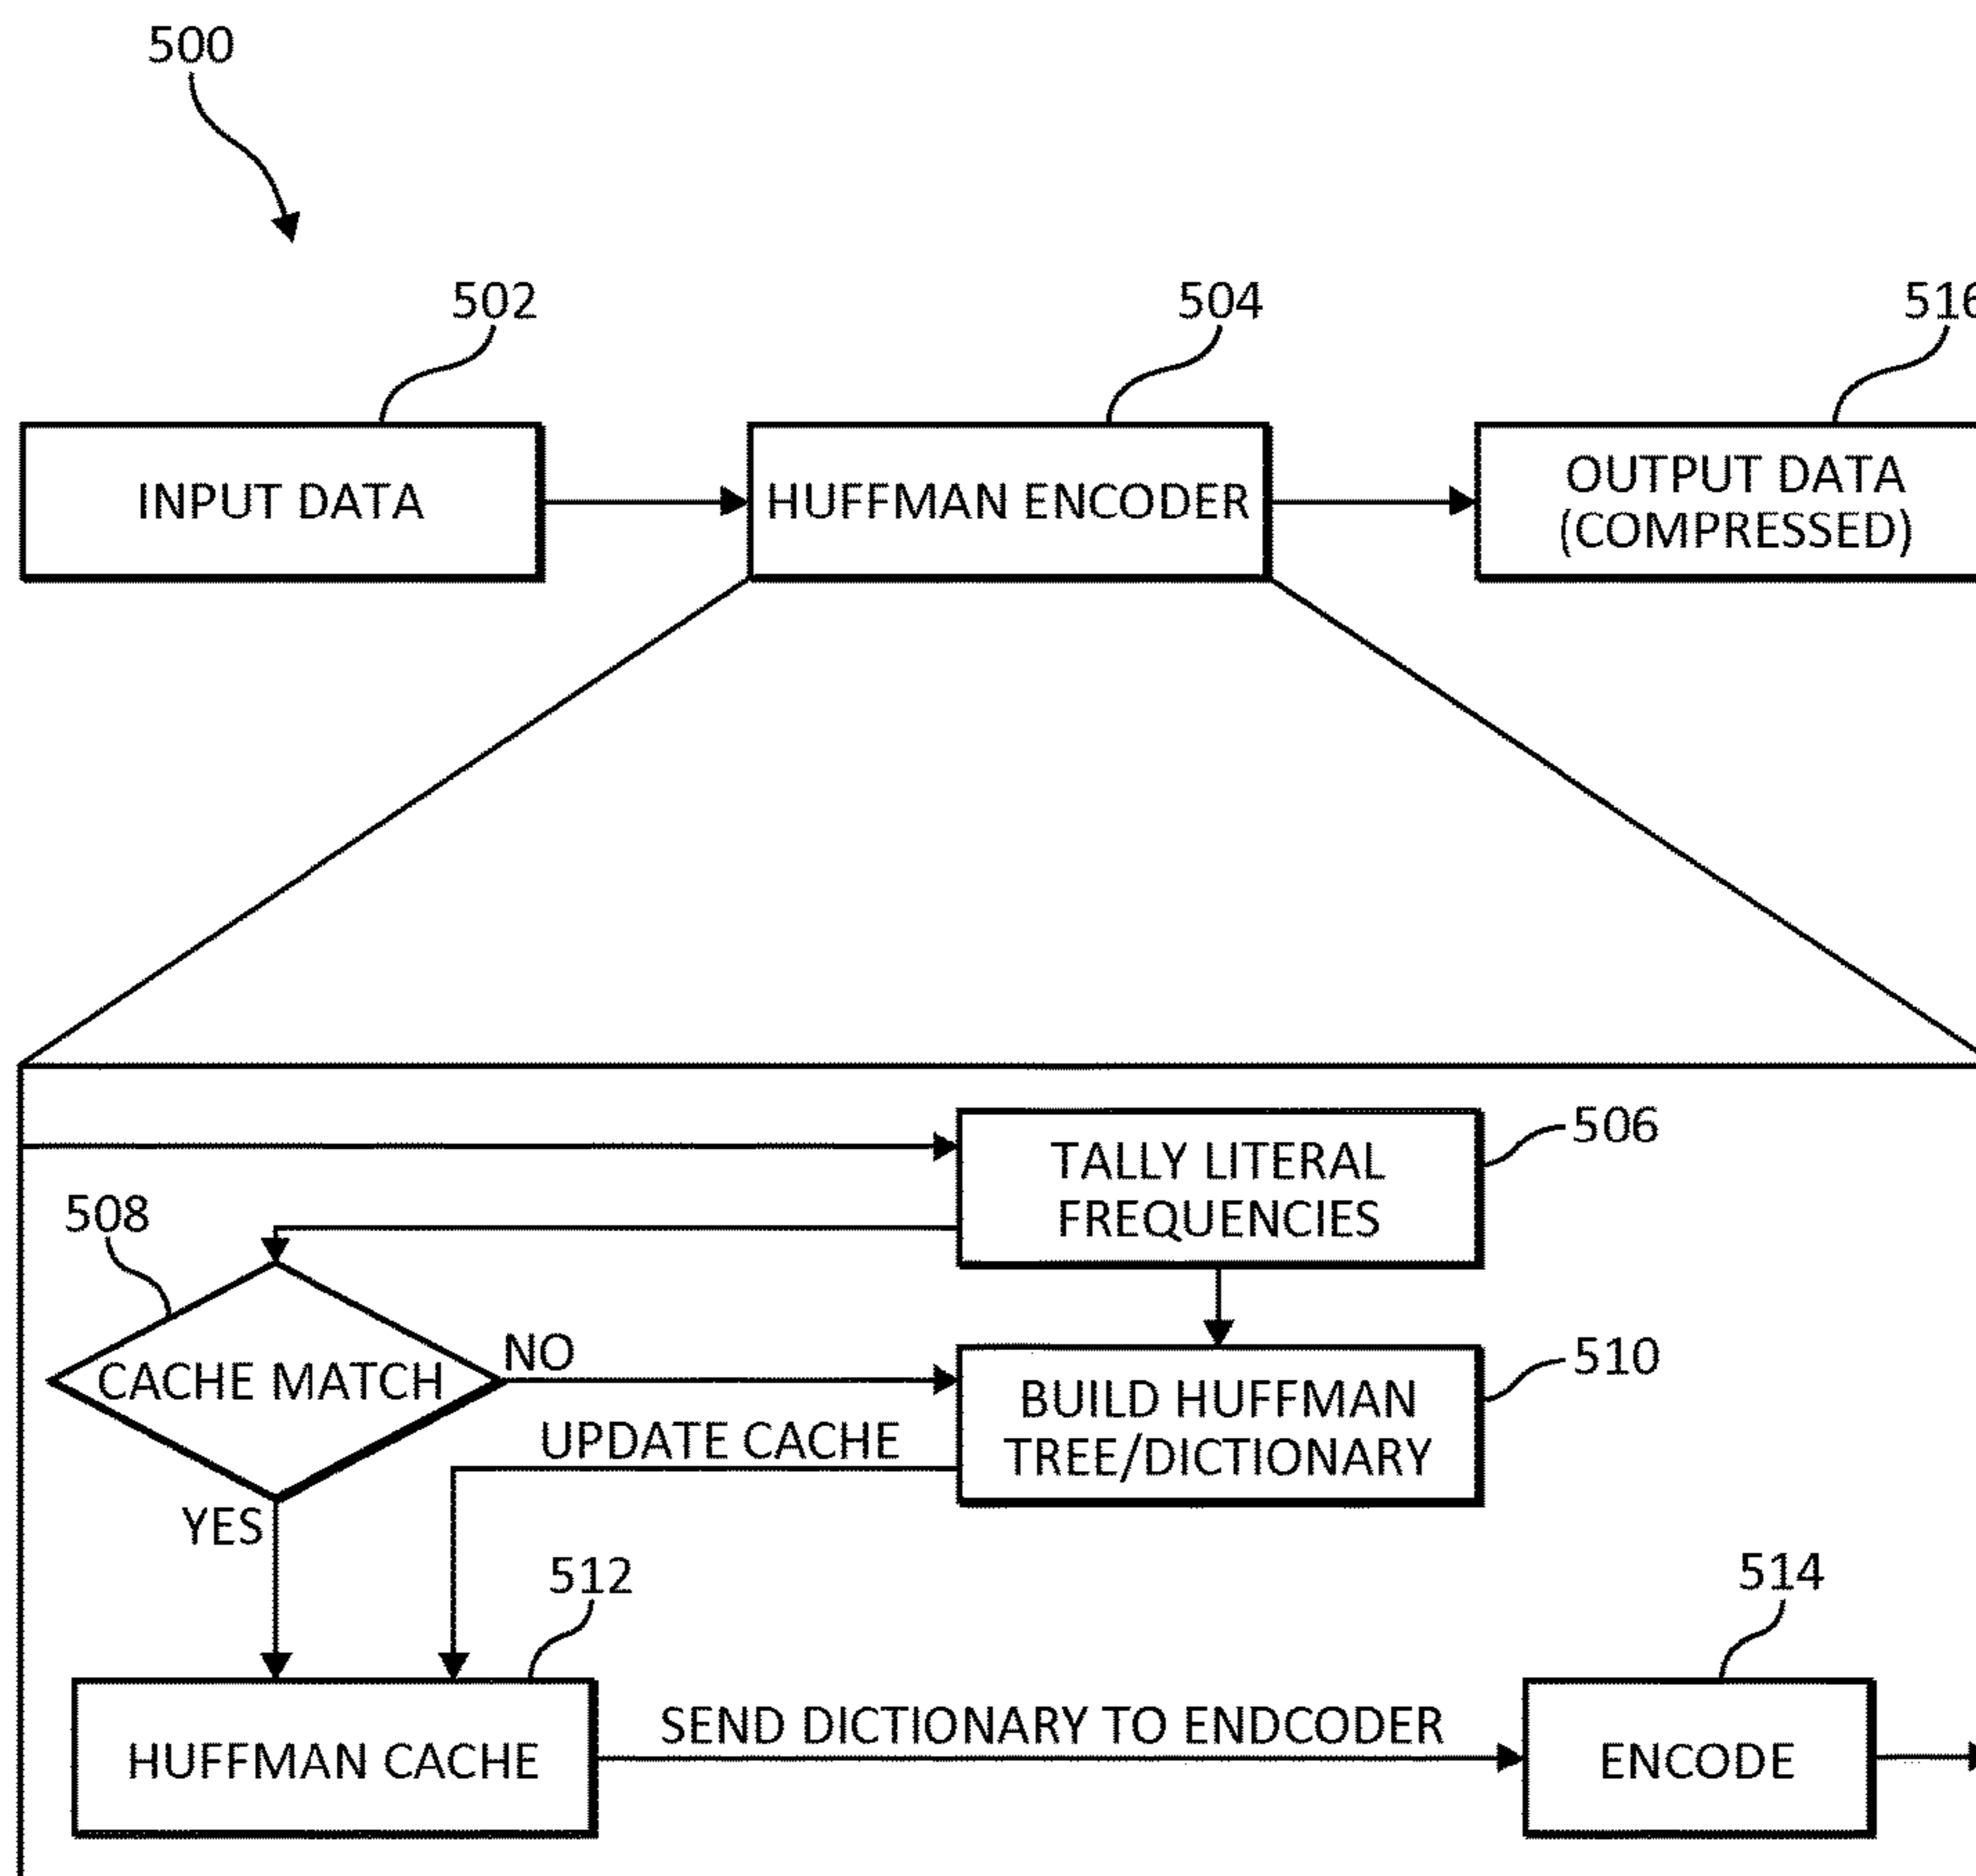 500
502
504
516
INPUT DATA
HUFFMAN ENCODER
OUTPUT DATA
(COMPRESSED)
506
TALLY LITERAL
FREQUENCIES
508
CACHE MATCH
NO
510
BUILD HUFFMAN
TREE/DICTIONARY
UPDATE CACHE
YES
512
514
HUFFMAN CACHE
SEND DICTIONARY TO ENDCODER
ENCODE